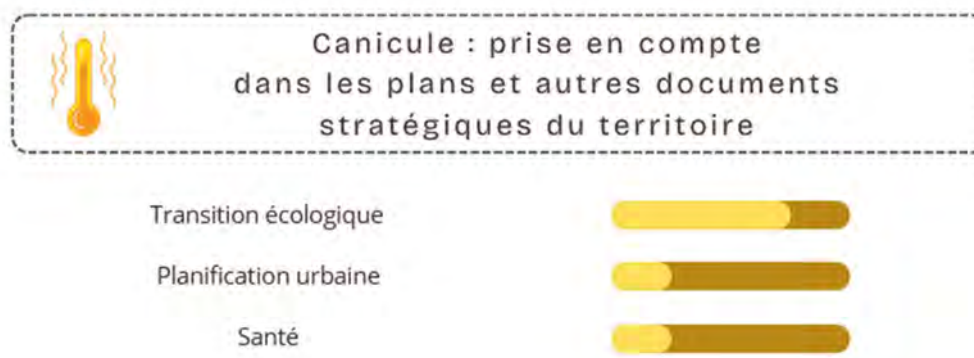 Canicule : prise en compte
dans les plans et autres documents
stratégiques du territoire
Transition écologique
Planification urbaine
Santé